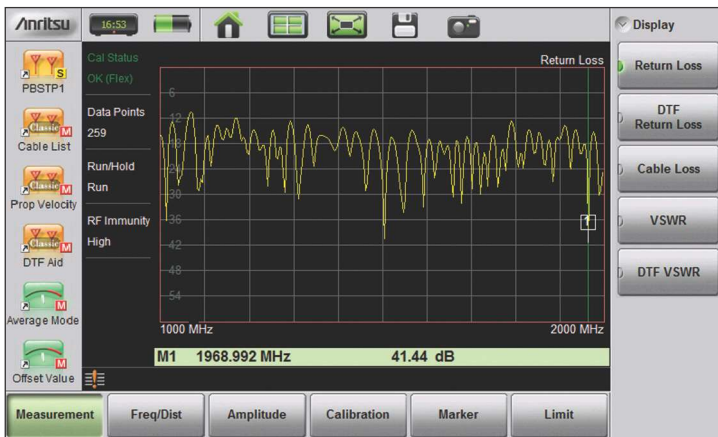 Anritsu
16:53
Display
PBSTP1
S
Classic M
Cable List
Classic M
Prop Velocity
Classic M
DTF Aid
M
Average Mode
M
Offset Value
Cal Status
OK (Flex)
Data Points
259
Run/Hold
Run
RF Immunity
High
Return Loss
-6
-12
-18
-24
-30
-36
-42
-48
-54
1
1000 MHz
2000 MHz
M1 1968.992 MHz 41.44 dB
Return Loss
DTF
Return Loss
Cable Loss
VSWR
DTF VSWR
Measurement
Freq/Dist
Amplitude
Calibration
Marker
Limit